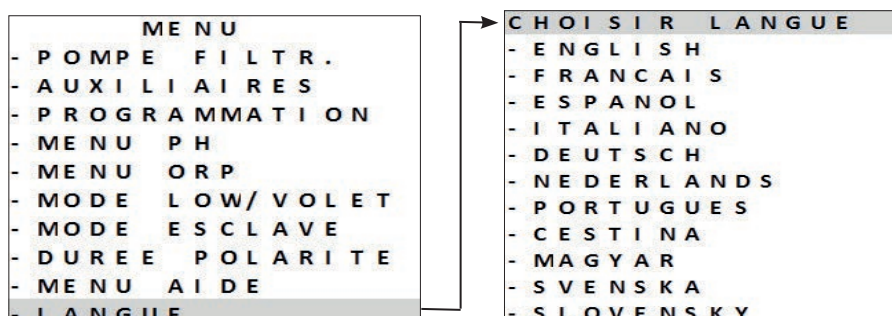 MENU
- POMPE FILTR.
- AUXILIAIRES
- PROGRAMMATION
- MENU PH
- MENU ORP
- MODE LOW/VOLET
- MODE ESCLAVE
- DUREE POLARITE
- MENU AIDE
- LANGUE
CHOISIR LANGUE
- ENGLISH
- FRANCAIS
- ESPANOL
- ITALIANO
- DEUTSCH
- NEDERLANDS
- PORTUGUES
- CESTINA
- MAGYAR
- SVENSKA
- SLOVENSKY